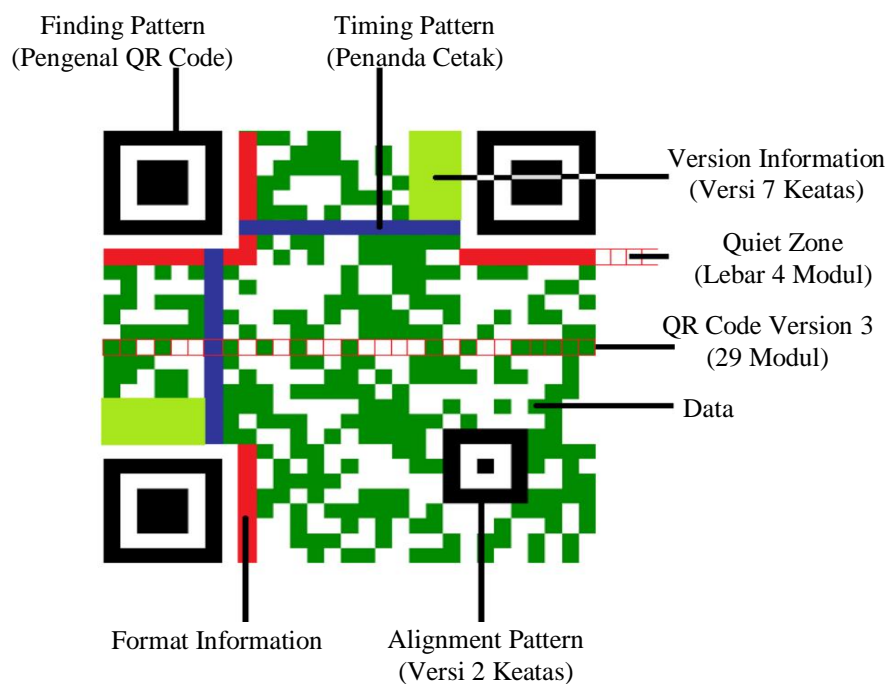 Finding Pattern
(Pengenal QR Code)
Timing Pattern
(Penanda Cetak)
Version Information
(Versi 7 Keatas)
Quiet Zone
(Lebar 4 Modul)
QR Code Version 3
(29 Modul)
Data
Format Information
Alignment Pattern
(Versi 2 Keatas)